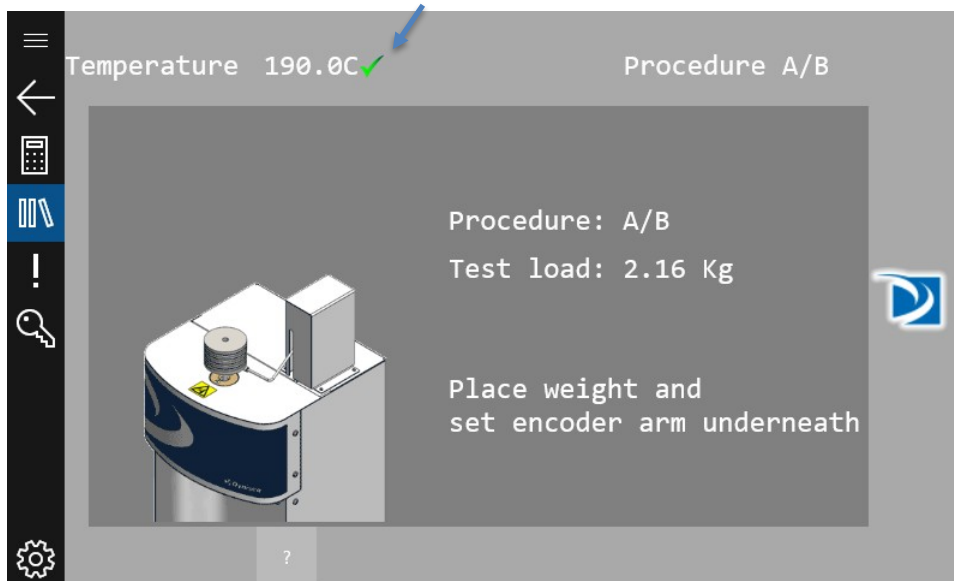 Temperature 190.0C
Procedure A/B
Procedure: A/B
Test load: 2.16 Kg
Place weight and
set encoder arm underneath
?